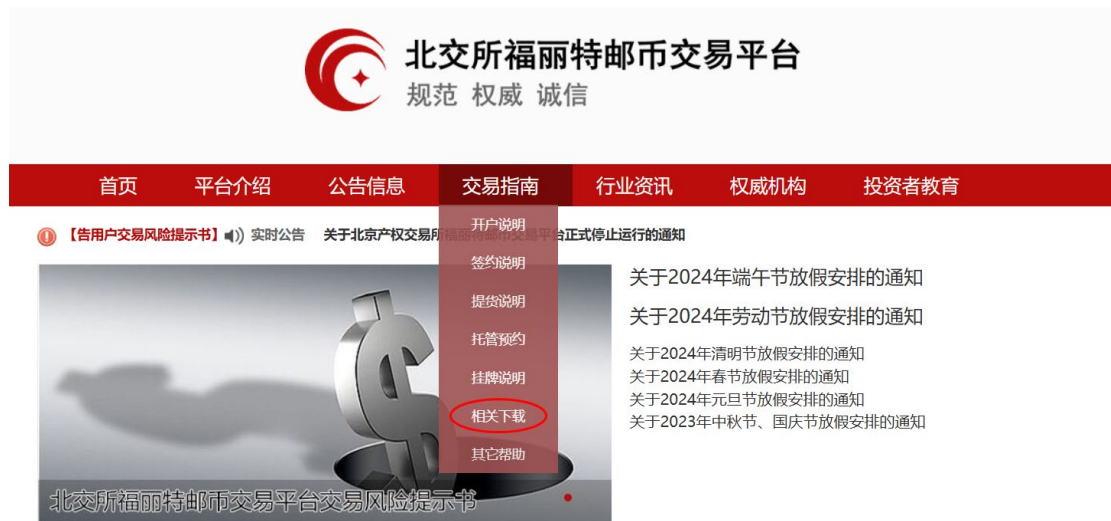 北交所福丽特邮币交易平台
规范 权威 诚信
首页 平台介绍 公告信息 交易指南 行业资讯 权威机构 投资者教育
【告用户交易风险提示书】 实时公告 关于北京产权交易所福丽特邮币交易平台正式停止运行的通知
开户说明
签约说明
提货说明
托管预约
挂牌说明
相关下载
其它帮助
关于2024年端午节放假安排的通知
关于2024年劳动节放假安排的通知
关于2024年清明节放假安排的通知
关于2024年春节放假安排的通知
关于2024年元旦节放假安排的通知
关于2023年中秋节、国庆节放假安排的通知
北交所福丽特邮币交易平台交易风险提示书